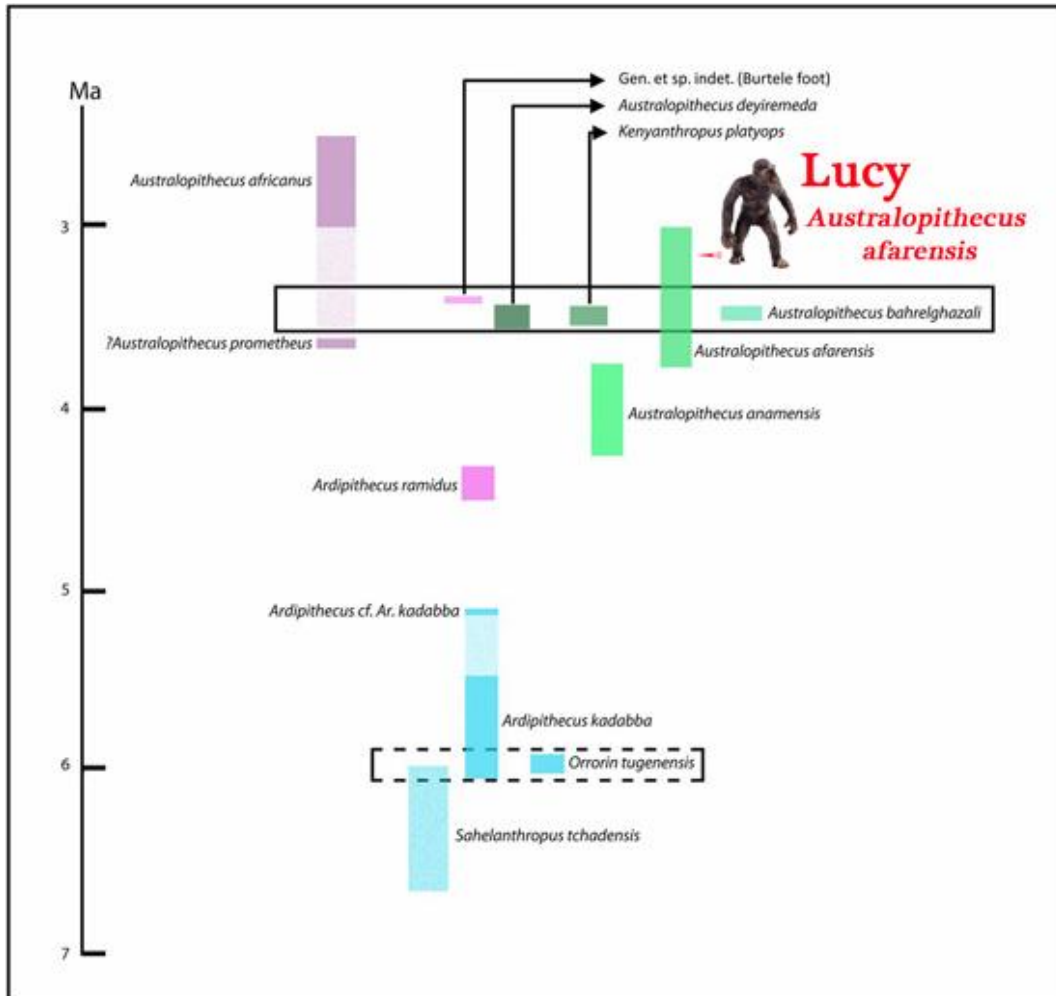 Ma
Gen. et sp. indet. (Burtele foot)
Australopithecus deyiremeda
Kenyanthropus platyops
Lucy
Australopithecus
afarensis
Australopithecus africanus
3
Australopithecus bahrelghazali
?Australopithecus prometheus
Australopithecus afarensis
4
Australopithecus anamensis
Ardipithecus ramidus
5
Ardipithecus cf. Ar. kadabba
Ardipithecus kadabba
6
Orrorin tugenensis
Sahelanthropus tchadensis
7